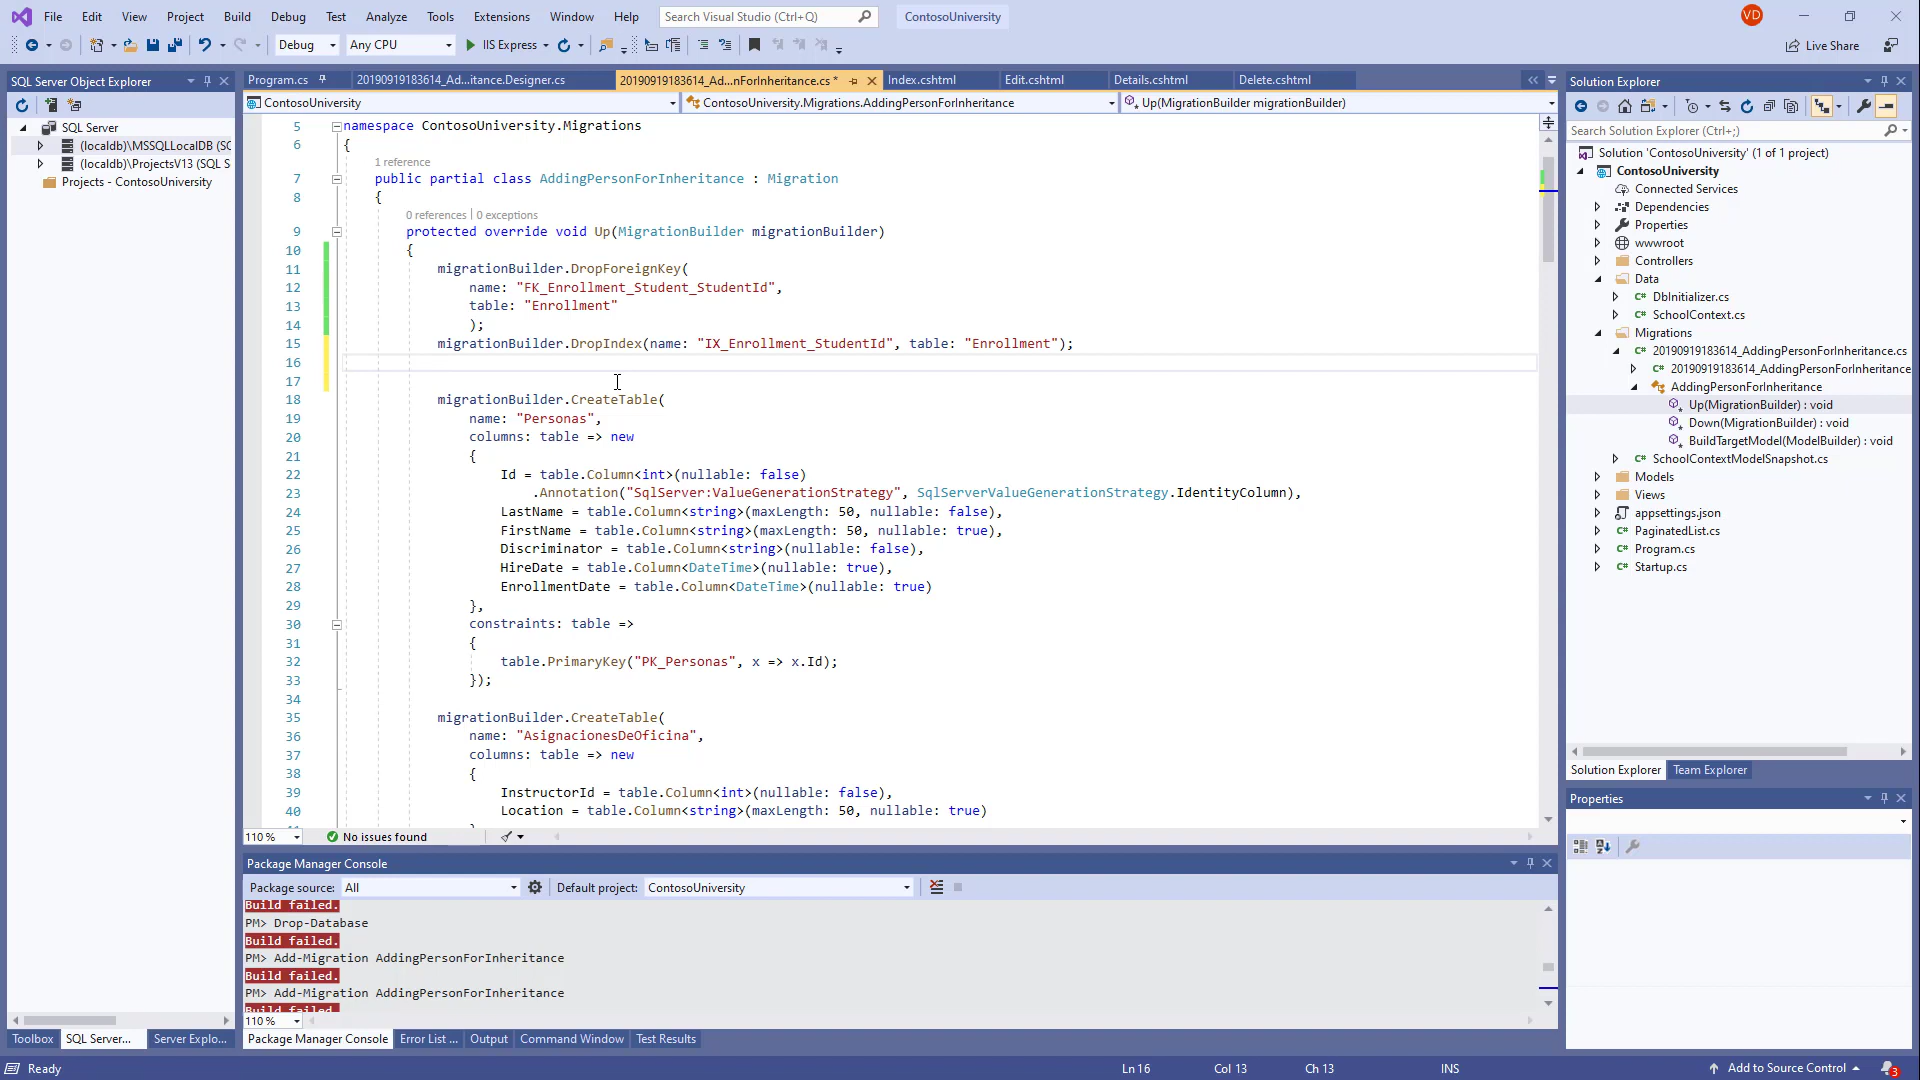 File Edit View Project Build Debug Test Analyze Tools Extensions Window Help Search Visual Studio (Ctrl+Q) ContosoUniversity VD
Debug Any CPU IIS Express Live Share
SQL Server Object Explorer
SQL Server
(localdb)\MSSQLLocalDB (SC
(localdb)\ProjectsV13 (SQL S
Projects - ContosoUniversity
Program.cs 20190919183614_Ad...itance.Designer.cs 20190919183614_Ad...nForInheritance.cs * Index.cshtml Edit.cshtml Details.cshtml Delete.cshtml
ContosoUniversity ContosoUniversity.Migrations.AddingPersonForInheritance Up(MigrationBuilder migrationBuilder)
5 namespace ContosoUniversity.Migrations
6 {
1 reference
7 public partial class AddingPersonForInheritance : Migration
8 {
0 references | 0 exceptions
9 protected override void Up(MigrationBuilder migrationBuilder)
10 {
11 migrationBuilder.DropForeignKey(
12 name: "FK_Enrollment_Student_StudentId",
13 table: "Enrollment"
14 );
15 migrationBuilder.DropIndex(name: "IX_Enrollment_StudentId", table: "Enrollment");
16
17
18 migrationBuilder.CreateTable(
19 name: "Personas",
20 columns: table => new
21 {
22 Id = table.Column<int>(nullable: false)
23 .Annotation("SqlServer:ValueGenerationStrategy", SqlServerValueGenerationStrategy.IdentityColumn),
24 LastName = table.Column<string>(maxLength: 50, nullable: false),
25 FirstName = table.Column<string>(maxLength: 50, nullable: true),
26 Discriminator = table.Column<string>(nullable: false),
27 HireDate = table.Column<DateTime>(nullable: true),
28 EnrollmentDate = table.Column<DateTime>(nullable: true)
29 },
30 constraints: table =>
31 {
32 table.PrimaryKey("PK_Personas", x => x.Id);
33 });
34
35 migrationBuilder.CreateTable(
36 name: "AsignacionesDeOficina",
37 columns: table => new
38 {
39 InstructorId = table.Column<int>(nullable: false),
40 Location = table.Column<string>(maxLength: 50, nullable: true)
110 % No issues found
Package Manager Console
Package source: All Default project: ContosoUniversity
Build failed.
PM> Drop-Database
Build failed.
PM> Add-Migration AddingPersonForInheritance
Build failed.
PM> Add-Migration AddingPersonForInheritance
Build failed.
110 %
Toolbox SQL Server... Server Explo... Package Manager Console Error List ... Output Command Window Test Results
Solution Explorer
Search Solution Explorer (Ctrl+;)
Solution 'ContosoUniversity' (1 of 1 project)
ContosoUniversity
Connected Services
Dependencies
Properties
wwwroot
Controllers
Data
C# DbInitializer.cs
C# SchoolContext.cs
Migrations
C# 20190919183614_AddingPersonForInheritance.cs
C# 20190919183614_AddingPersonForInheritance
AddingPersonForInheritance
Up(MigrationBuilder) : void
Down(MigrationBuilder) : void
BuildTargetModel(ModelBuilder) : void
C# SchoolContextModelSnapshot.cs
Models
Views
appsettings.json
C# PaginatedList.cs
C# Program.cs
C# Startup.cs
Solution Explorer Team Explorer
Properties
Ready Ln 16 Col 13 Ch 13 INS Add to Source Control 3